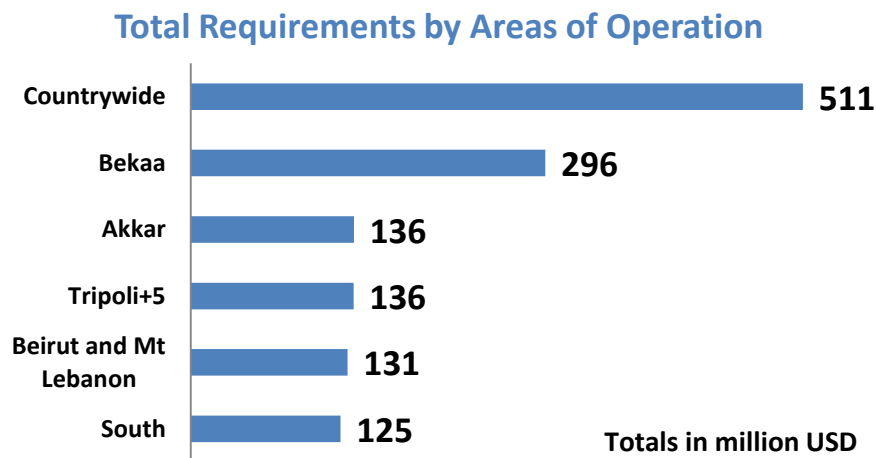 Total Requirements by Areas of Operation
Countrywide 511
Bekaa 296
Akkar 136
Tripoli+5 136
Beirut and Mt
Lebanon 131
South 125
Totals in million USD